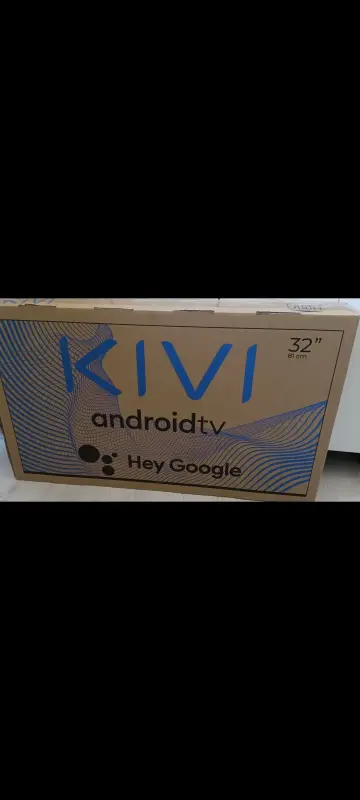 KIVI
32"
81 cm
androidtv
Hey Google